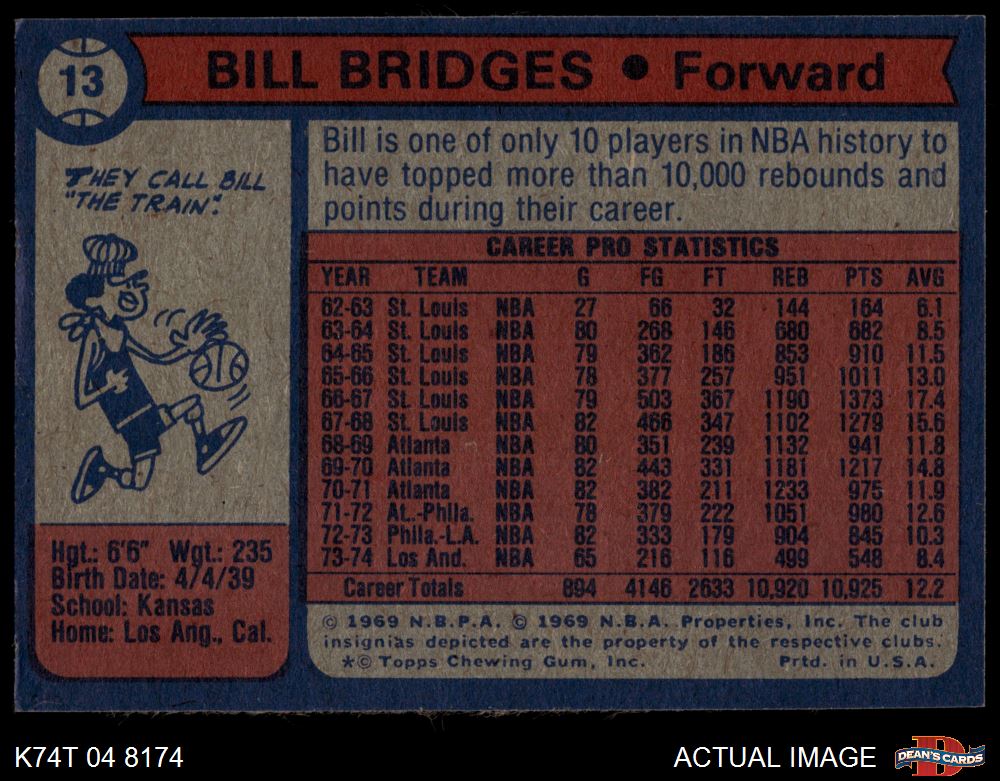 13
BILL BRIDGES • Forward
THEY CALL BILL
"THE TRAIN".
Bill is one of only 10 players in NBA history to
have topped more than 10,000 rebounds and
points during their career.
CAREER PRO STATISTICS
YEAR TEAM G FG FT REB PTS AVG
62-63 St. Louis NBA 27 66 32 144 164 6.1
63-64 St. Louis NBA 80 268 146 680 682 8.5
64-65 St. Louis NBA 79 362 186 853 910 11.5
65-66 St. Louis NBA 78 377 257 951 1011 13.0
66-67 St. Louis NBA 79 503 367 1190 1373 17.4
67-68 St. Louis NBA 82 466 347 1102 1279 15.6
68-69 Atlanta NBA 80 351 239 1132 941 11.8
69-70 Atlanta NBA 82 443 331 1181 1217 14.8
70-71 Atlanta NBA 82 382 211 1233 975 11.9
71-72 At.-Phila. NBA 78 379 222 1051 980 12.6
72-73 Phila.-L.A. NBA 82 333 179 904 845 10.3
73-74 Los And. NBA 65 216 116 499 548 8.4
Career Totals 894 4146 2633 10,920 10,925 12.2
Hgt.: 6'6" Wgt.: 235
Birth Date: 4/4/39
School: Kansas
Home: Los Ang., Cal.
© 1969 N.B.P.A. © 1969 N.B.A. Properties, Inc. The club
insignias depicted are the property of the respective clubs.
*© Topps Chewing Gum, Inc. Prtd. in U.S.A.
K74T 04 8174
ACTUAL IMAGE
D
DEAN'S CARDS